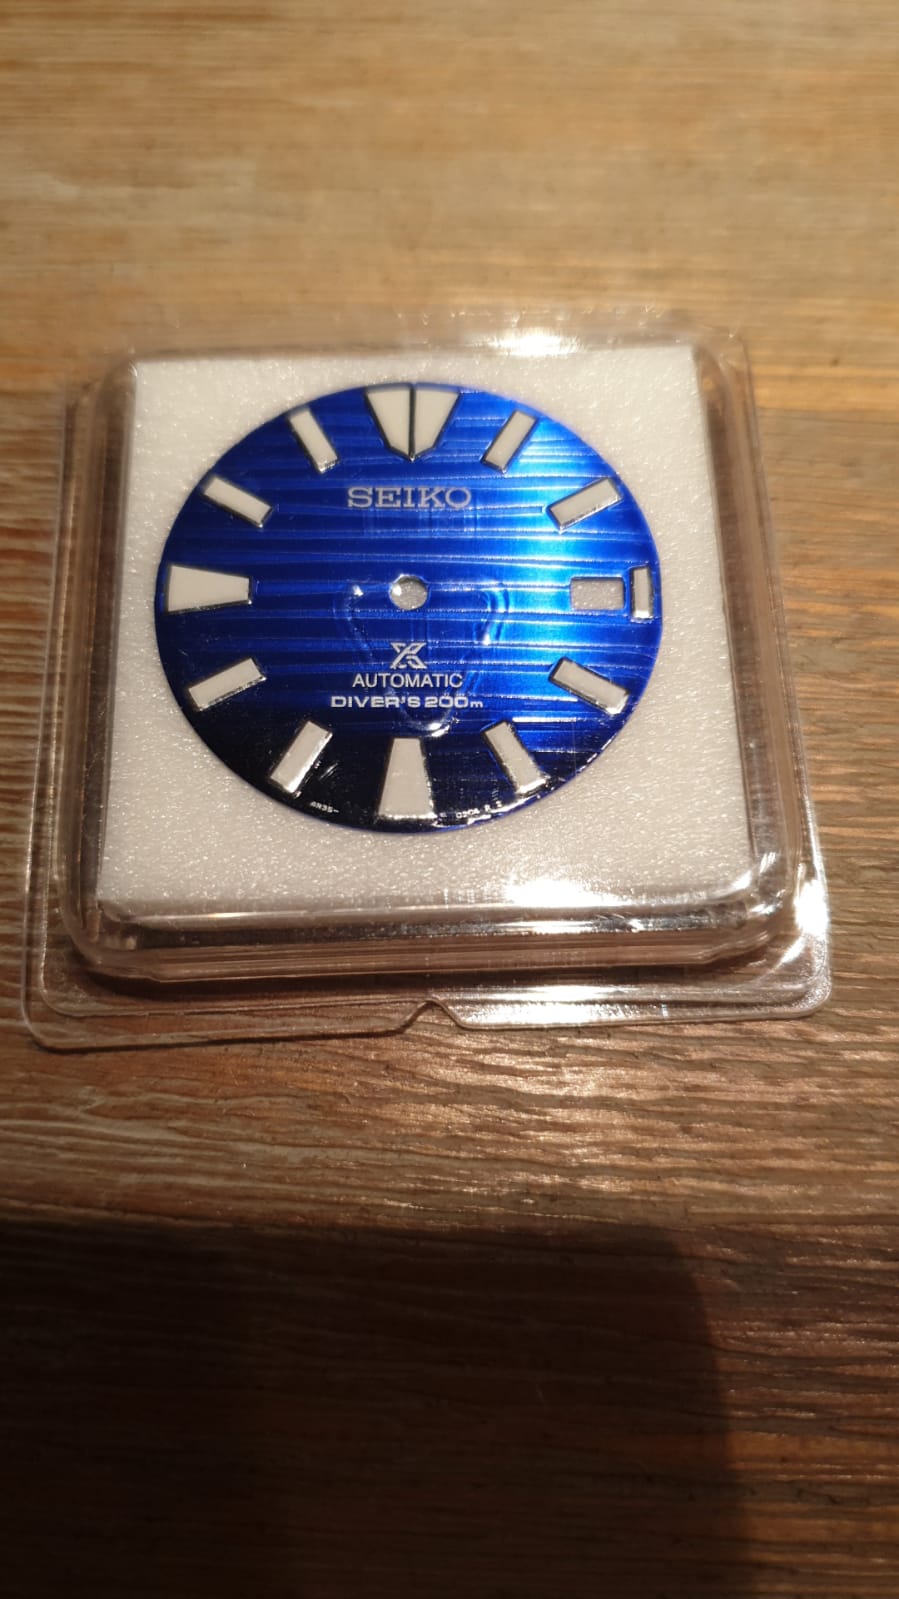 SEIKO
AUTOMATIC
DIVER'S 200m